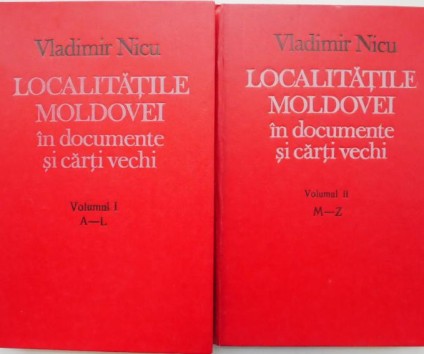 Vladimir Nicu
LOCALITĂȚILE
MOLDOVEI
în documente
și cărți vechi
Volumul I
A—L
Vladimir Nicu
LOCALITĂȚILE
MOLDOVEI
în documente
și cărți vechi
Volumul II
M—Z